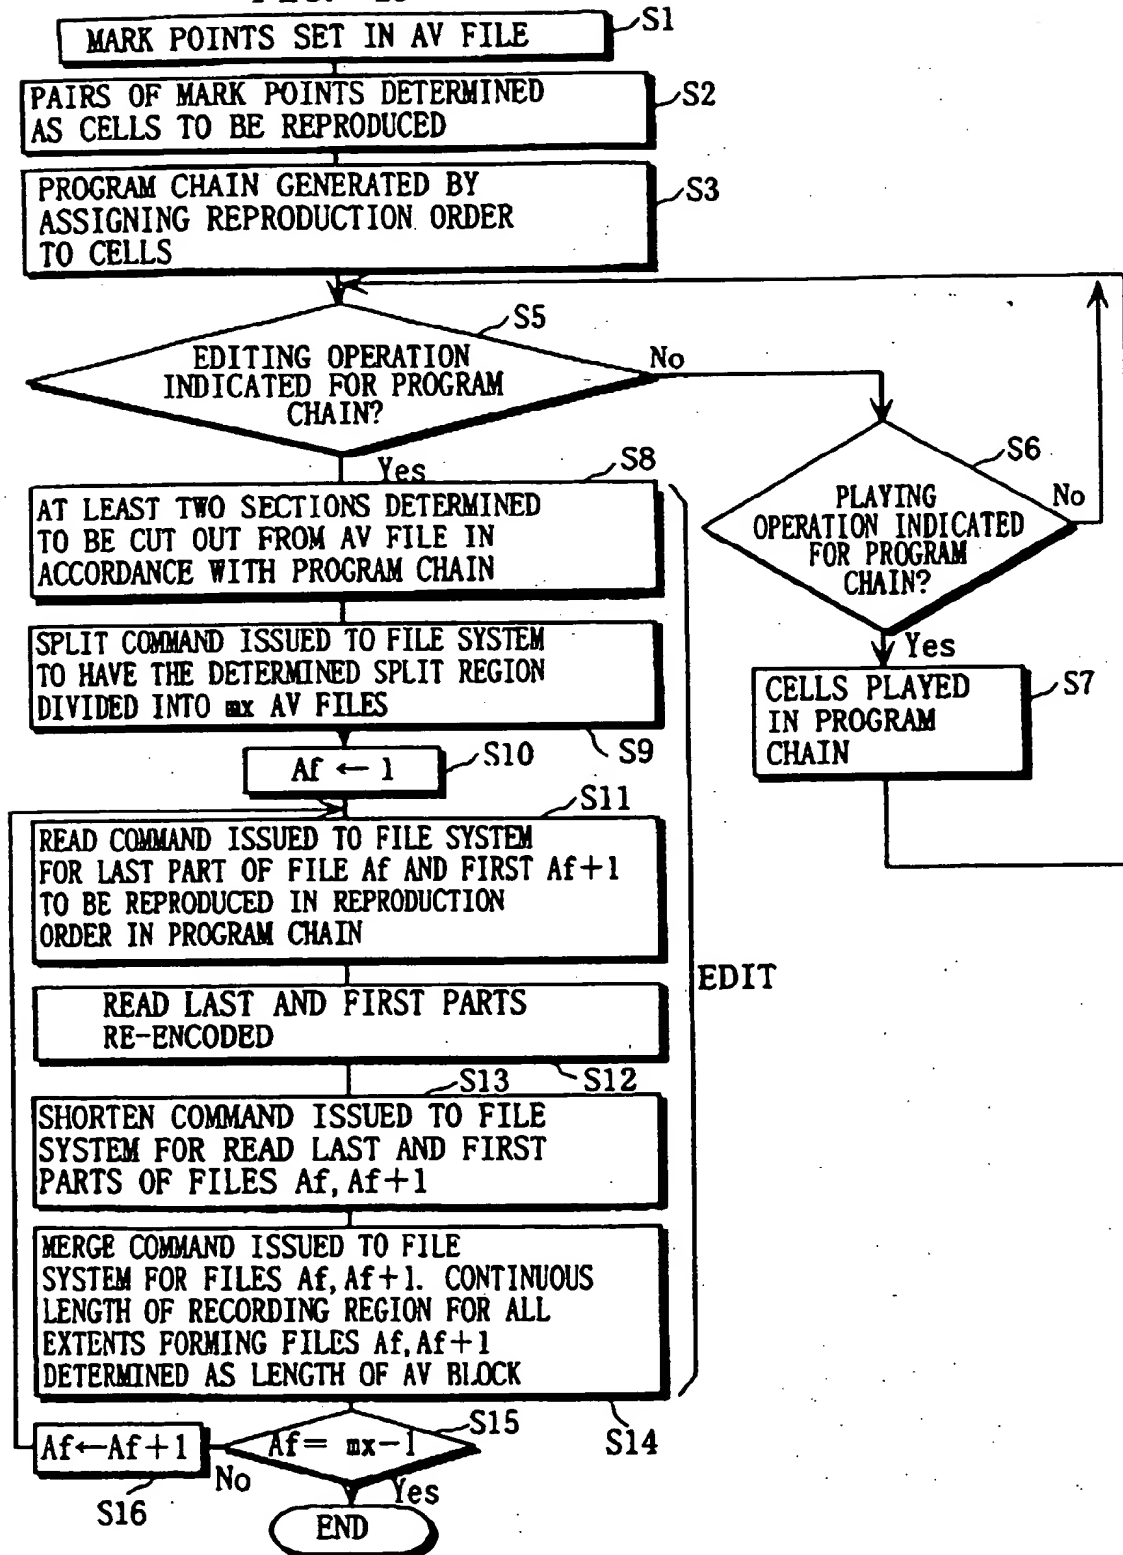 MARK POINTS SET IN AV FILE
S1
PAIRS OF MARK POINTS DETERMINED
AS CELLS TO BE REPRODUCED
S2
PROGRAM CHAIN GENERATED BY
ASSIGNING REPRODUCTION ORDER
TO CELLS
S3
S5
EDITING OPERATION
INDICATED FOR PROGRAM
CHAIN?
No
Yes
S6
PLAYING
OPERATION INDICATED
FOR PROGRAM
CHAIN?
No
Yes
S7
CELLS PLAYED
IN PROGRAM
CHAIN
S8
AT LEAST TWO SECTIONS DETERMINED
TO BE CUT OUT FROM AV FILE IN
ACCORDANCE WITH PROGRAM CHAIN
SPLIT COMMAND ISSUED TO FILE SYSTEM
TO HAVE THE DETERMINED SPLIT REGION
DIVIDED INTO mx AV FILES
S9
Af ← 1
S10
S11
READ COMMAND ISSUED TO FILE SYSTEM
FOR LAST PART OF FILE Af AND FIRST Af+1
TO BE REPRODUCED IN REPRODUCTION
ORDER IN PROGRAM CHAIN
EDIT
READ LAST AND FIRST PARTS
RE-ENCODED
S12
S13
SHORTEN COMMAND ISSUED TO FILE
SYSTEM FOR READ LAST AND FIRST
PARTS OF FILES Af, Af+1
MERGE COMMAND ISSUED TO FILE
SYSTEM FOR FILES Af, Af+1. CONTINUOUS
LENGTH OF RECORDING REGION FOR ALL
EXTENTS FORMING FILES Af, Af+1
DETERMINED AS LENGTH OF AV BLOCK
S14
S15
Af= mx-1
Af←Af+1
No
S16
Yes
END